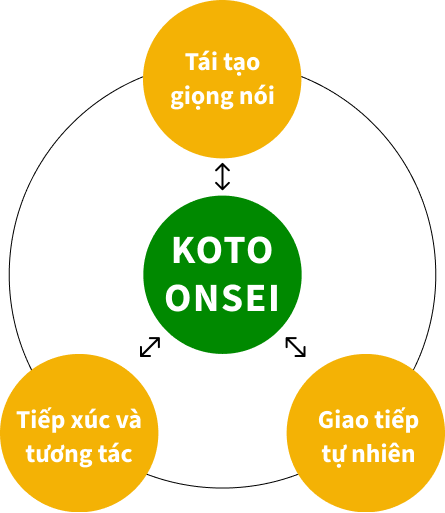 Tái tạo
giọng nói
KOTO
ONSEI
Tiếp xúc và
tương tác
Giao tiếp
tự nhiên